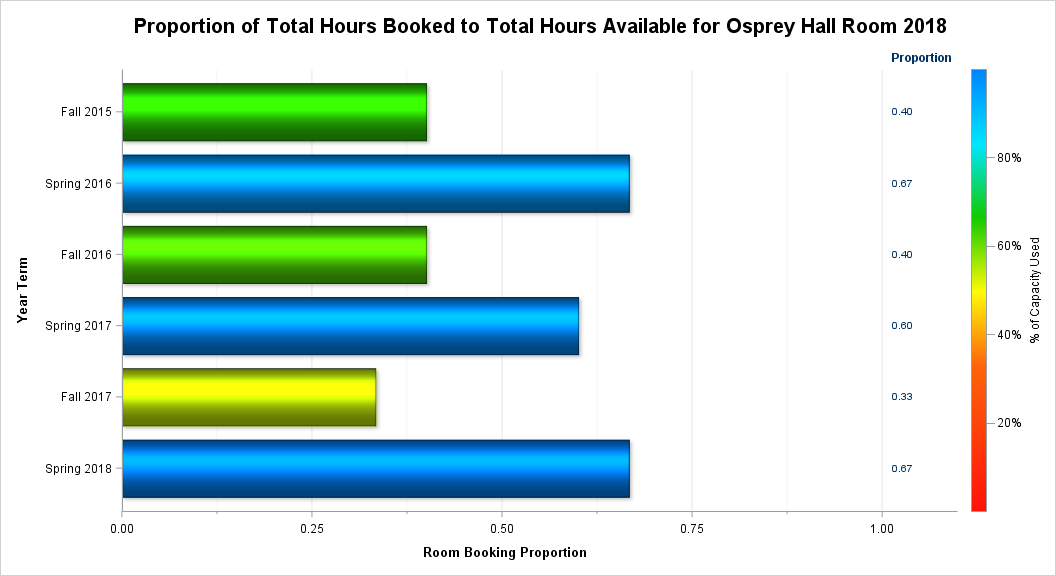 Proportion of Total Hours Booked to Total Hours Available for Osprey Hall Room 2018
Proportion
Fall 2015 0.40
Spring 2016 0.67
Fall 2016 0.40
Spring 2017 0.60
Fall 2017 0.33
Spring 2018 0.67
Year Term
0.00 0.25 0.50 0.75 1.00
Room Booking Proportion
80%
60%
40%
20%
% of Capacity Used